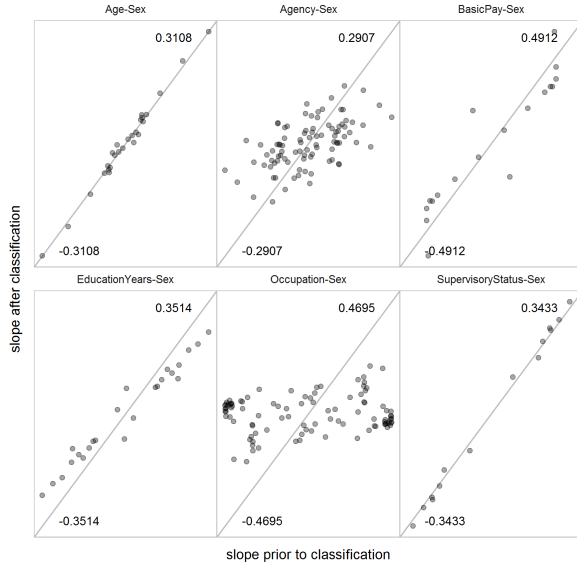 Age-Sex
Agency-Sex
BasicPay-Sex
0.3108
0.2907
0.4912
-0.3108
-0.2907
-0.4912
EducationYears-Sex
Occupation-Sex
SupervisoryStatus-Sex
0.3514
0.4695
0.3433
-0.3514
-0.4695
-0.3433
slope after classification
slope prior to classification